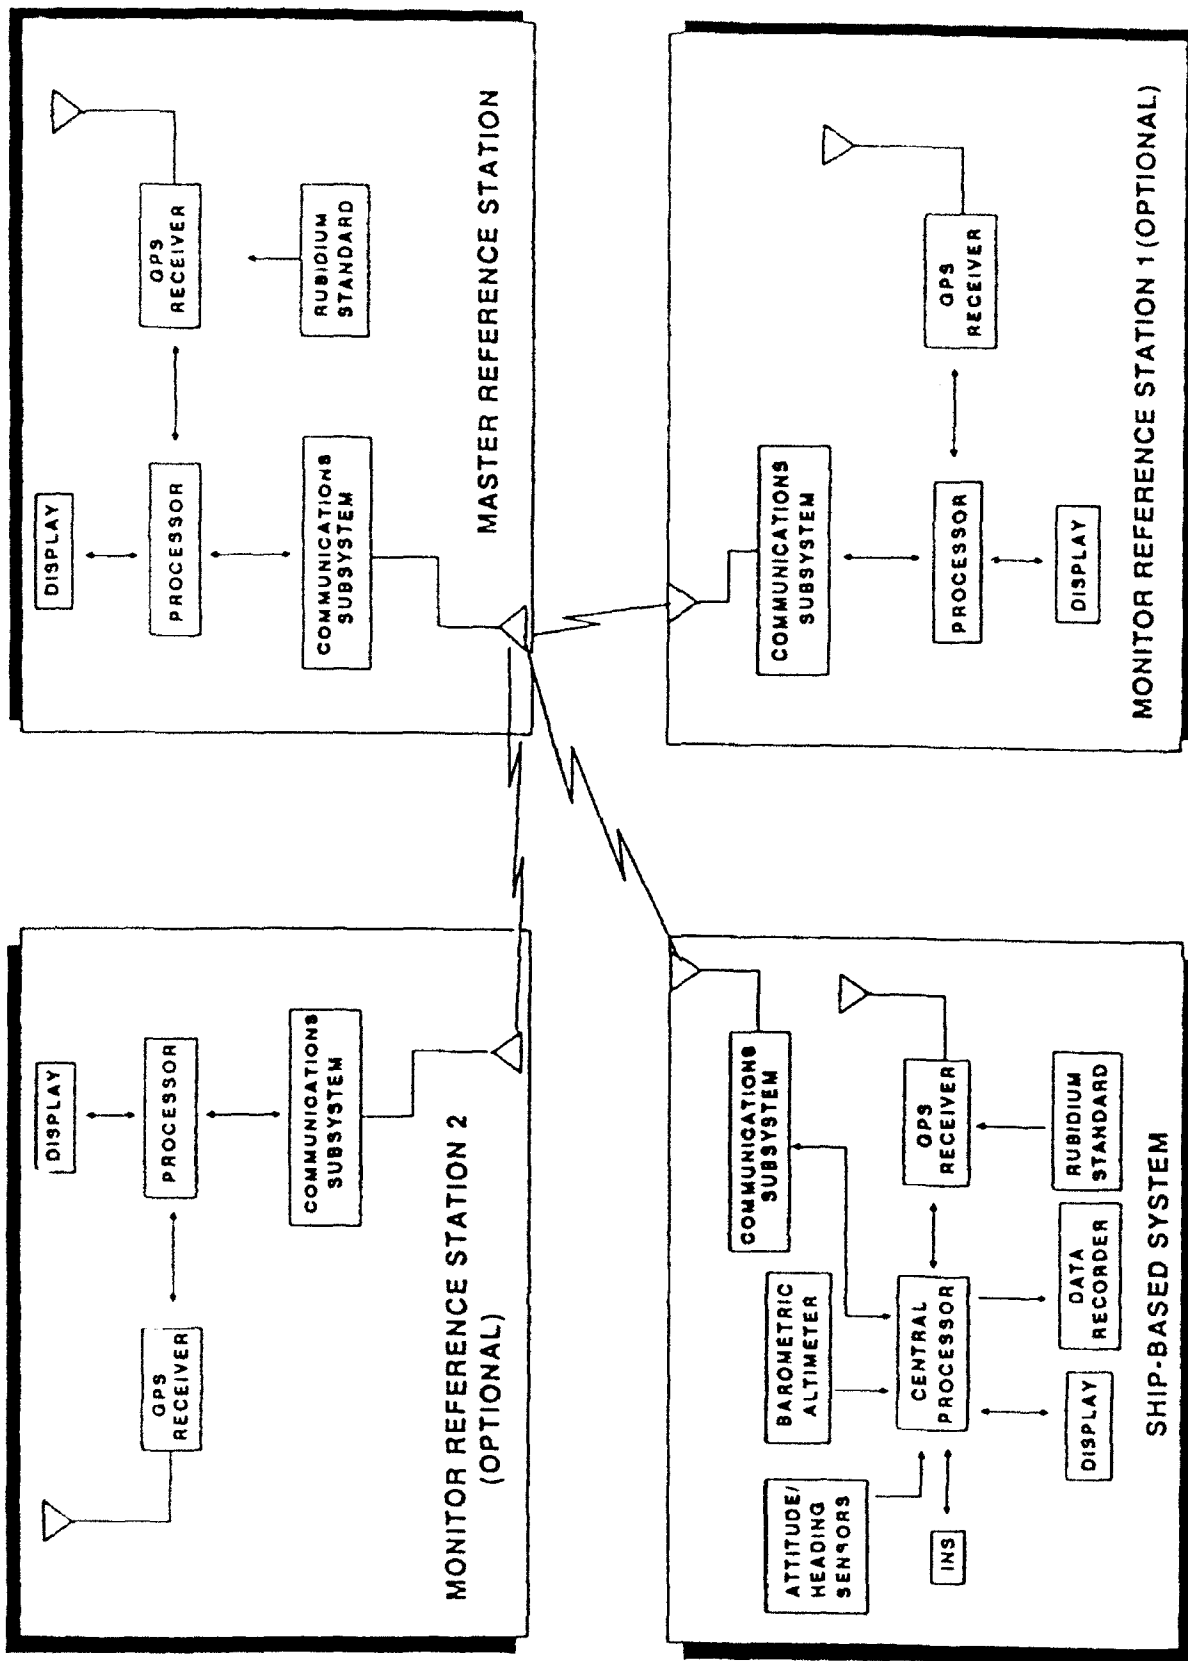 DISPLAY
PROCESSOR
COMMUNICATIONS
SUBSYSTEM
GPS
RECEIVER
MONITOR REFERENCE STATION 2
(OPTIONAL)
DISPLAY
PROCESSOR
COMMUNICATIONS
SUBSYSTEM
GPS
RECEIVER
RUBIDIUM
STANDARD
MASTER REFERENCE STATION
COMMUNICATIONS
SUBSYSTEM
BAROMETRIC
ALTIMETER
ATTITUDE/
HEADING
SENSORS
INS
CENTRAL
PROCESSOR
GPS
RECEIVER
DISPLAY
DATA
RECORDER
RUBIDIUM
STANDARD
SHIP-BASED SYSTEM
COMMUNICATIONS
SUBSYSTEM
PROCESSOR
GPS
RECEIVER
DISPLAY
MONITOR REFERENCE STATION 1 (OPTIONAL)